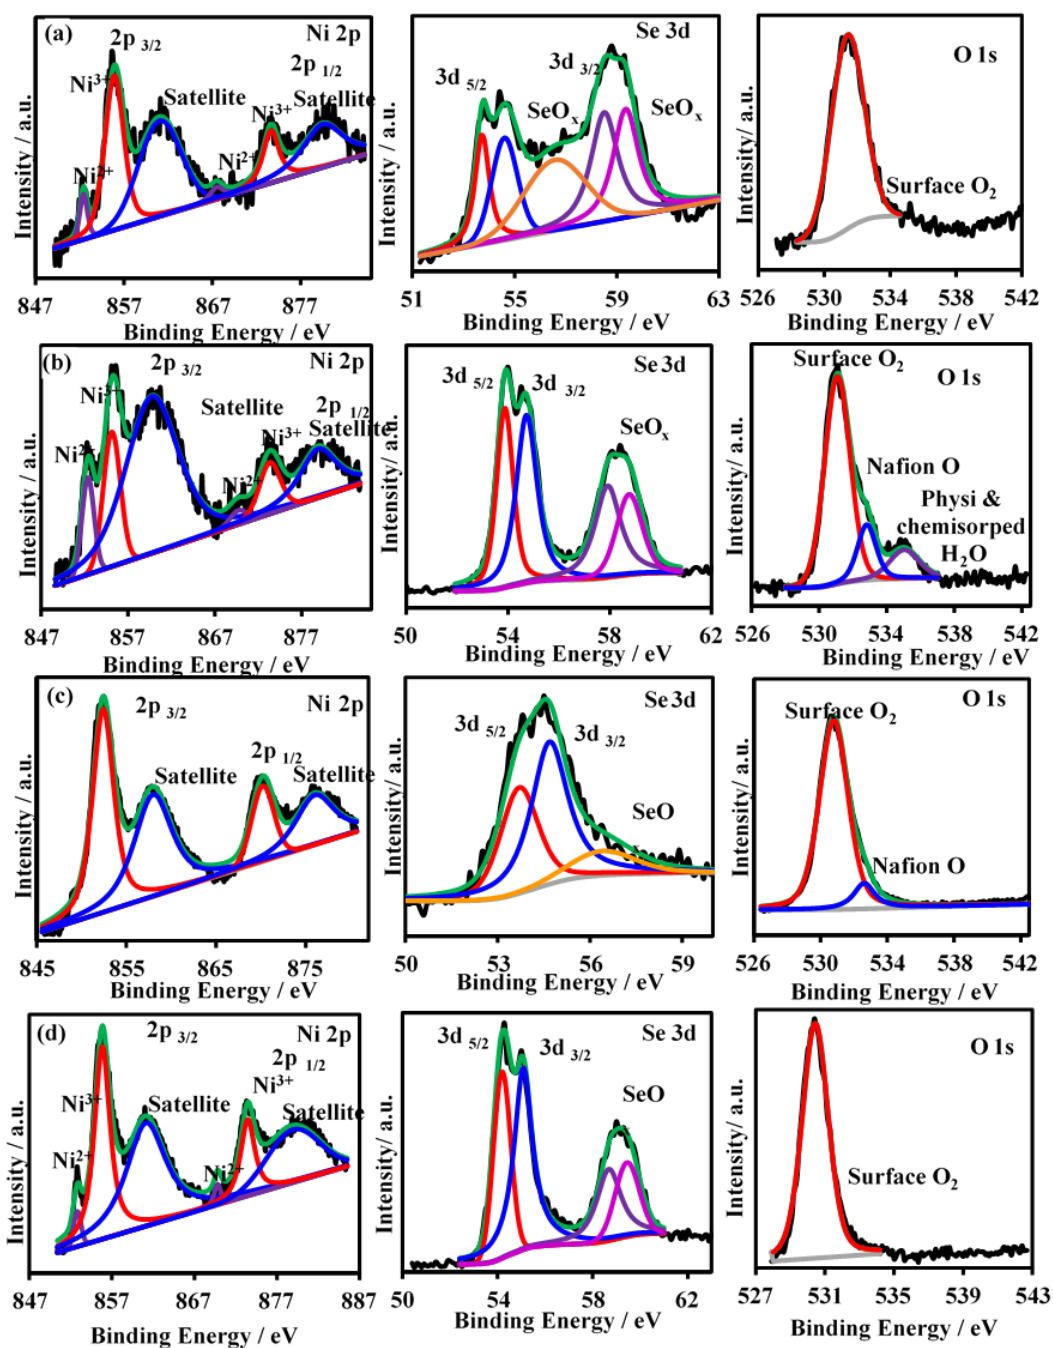 (a)
2p 3/2
Ni 2p
Ni3+
2p 1/2
Satellite
Satellite
Ni3+
Ni2+
Ni2+
Intensity / a.u.
847 857 867 877
Binding Energy / eV
Se 3d
3d 5/2
3d 3/2
SeOx
SeOx
Intensity / a.u.
51 55 59 63
Binding Energy / eV
O 1s
Surface O2
Intensity / a.u.
526 530 534 538 542
Binding Energy / eV
(b)
2p 3/2
Ni 2p
Ni3+
Satellite
2p 1/2
Satellite
Ni3+
Ni2+
Ni2+
Intensity / a.u.
847 857 867 877
Binding Energy / eV
Se 3d
3d 5/2
3d 3/2
SeOx
Intensity / a.u.
50 54 58 62
Binding Energy / eV
Surface O2
O 1s
Nafion O
Physi &
chemisorped
H2O
Intensity/ a.u.
526 530 534 538 542
Binding Energy / eV
(c)
2p 3/2
Ni 2p
2p 1/2
Satellite
Satellite
Intensity / a.u.
845 855 865 875
Binding Energy / eV
Se 3d
3d 5/2
3d 3/2
SeOx
Intensity / a.u.
50 53 56 59
Binding Energy / eV
O 1s
Surface O2
Nafion O
Intensity/ a.u.
526 530 534 538 542
Binding Energy / eV
(d)
2p 3/2
Ni 2p
2p 1/2
Ni3+
Ni3+
Satellite
Satellite
Ni2+
Ni2+
Intensity/ a.u.
847 857 867 877 887
Binding Energy / eV
3d 5/2
3d 3/2
Se 3d
SeO
Intensity / a.u.
50 54 58 62
Binding Energy / eV
O 1s
Surface O2
Intensity/ a.u.
527 531 535 539 543
Binding Energy / eV